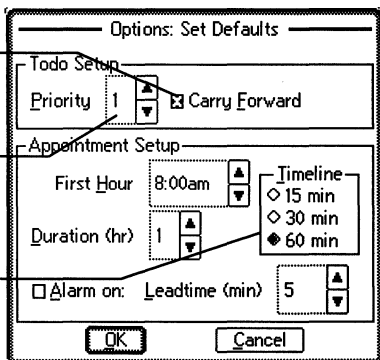 Options: Set Defaults
Todo Setup
Priority 1 Carry Forward
Appointment Setup
First Hour 8:00am
Timeline
15 min
30 min
60 min
Duration (hr) 1
Alarm on: Leadtime (min) 5
OK Cancel